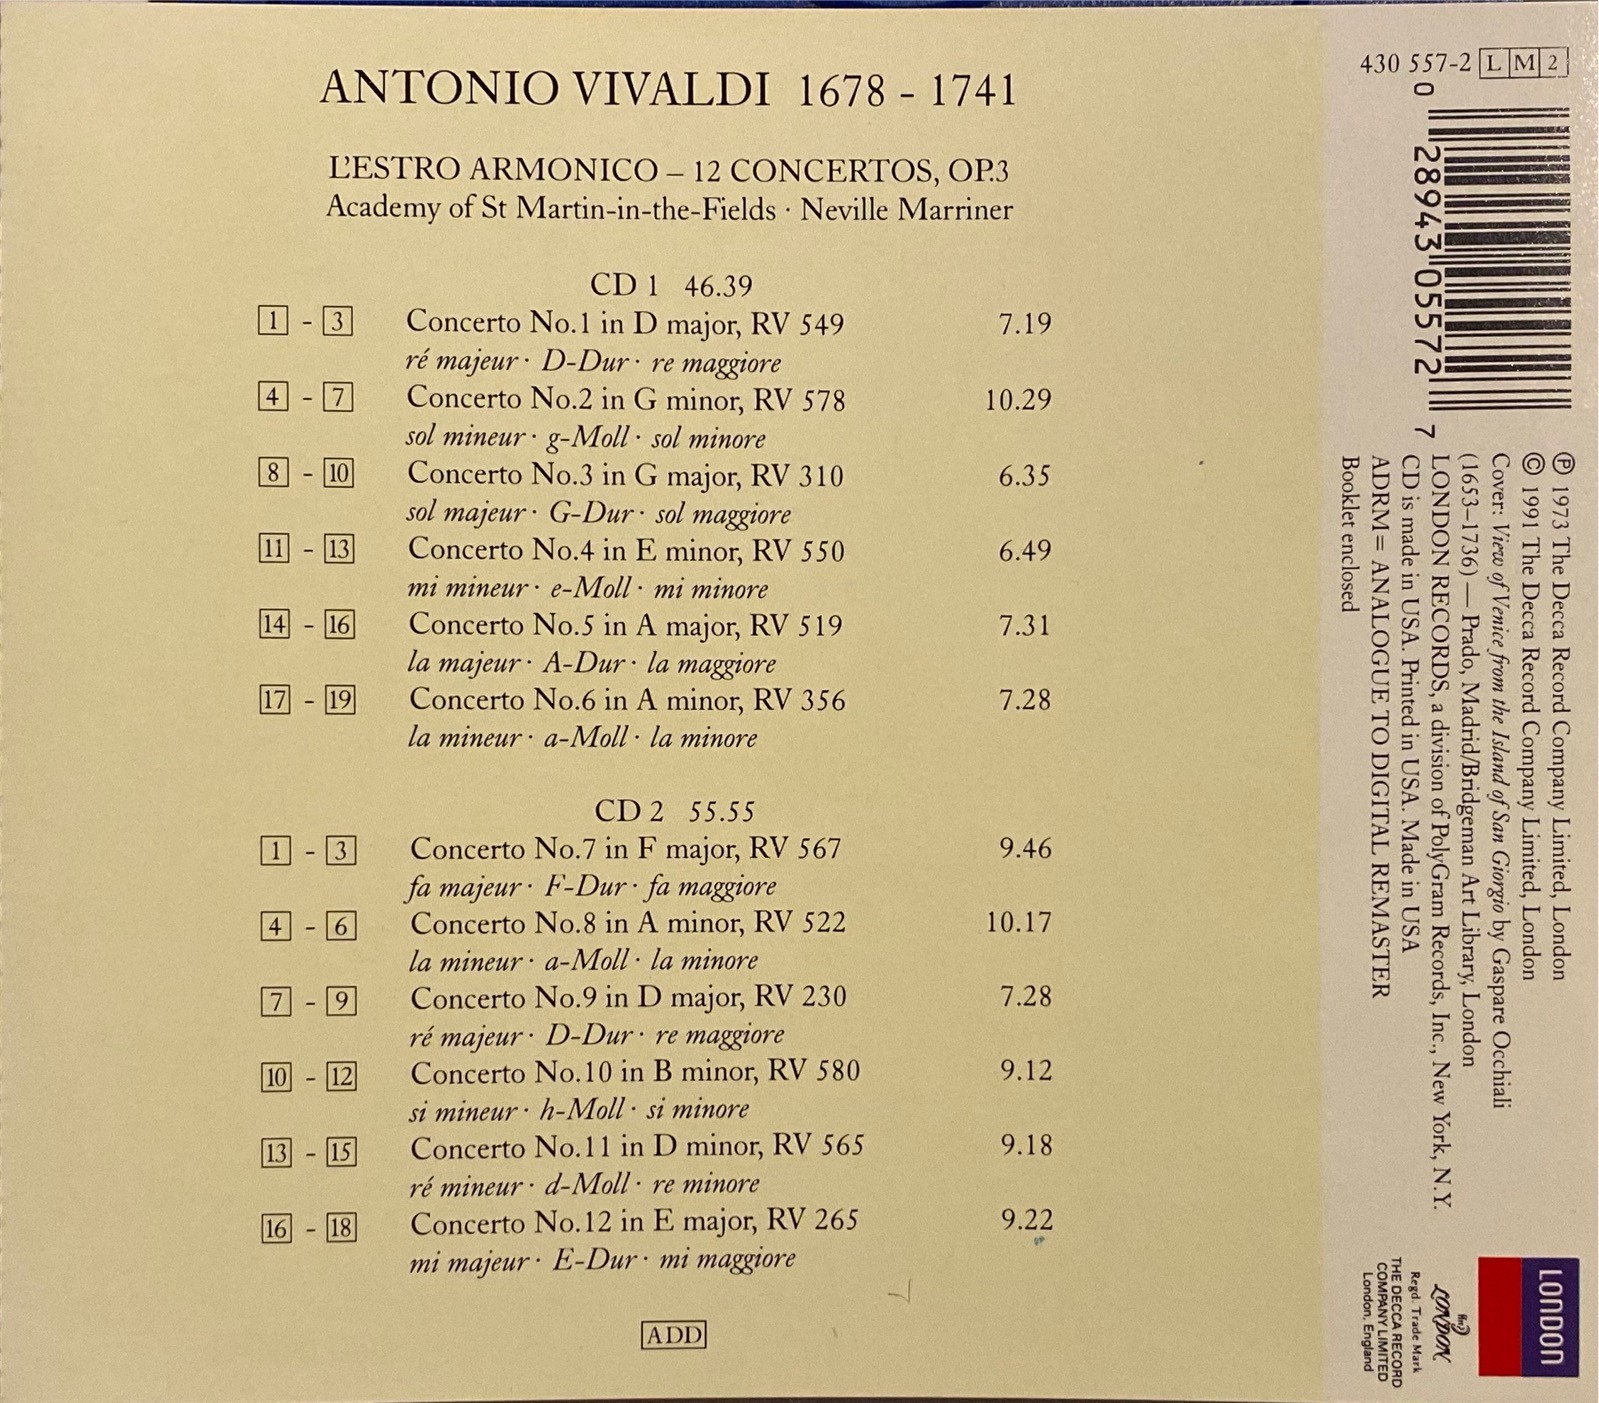 ANTONIO VIVALDI 1678 - 1741
L'ESTRO ARMONICO – 12 CONCERTOS, OP.3
Academy of St Martin-in-the-Fields · Neville Marriner
CD 1 46.39
1 - 3 Concerto No.1 in D major, RV 549 7.19
ré majeur · D-Dur · re maggiore
4 - 7 Concerto No.2 in G minor, RV 578 10.29
sol mineur · g-Moll · sol minore
8 - 10 Concerto No.3 in G major, RV 310 6.35
sol majeur · G-Dur · sol maggiore
11 - 13 Concerto No.4 in E minor, RV 550 6.49
mi mineur · e-Moll · mi minore
14 - 16 Concerto No.5 in A major, RV 519 7.31
la majeur · A-Dur · la maggiore
17 - 19 Concerto No.6 in A minor, RV 356 7.28
la mineur · a-Moll · la minore
CD 2 55.55
1 - 3 Concerto No.7 in F major, RV 567 9.46
fa majeur · F-Dur · fa maggiore
4 - 6 Concerto No.8 in A minor, RV 522 10.17
la mineur · a-Moll · la minore
7 - 9 Concerto No.9 in D major, RV 230 7.28
ré majeur · D-Dur · re maggiore
10 - 12 Concerto No.10 in B minor, RV 580 9.12
si mineur · h-Moll · si minore
13 - 15 Concerto No.11 in D minor, RV 565 9.18
ré mineur · d-Moll · re minore
16 - 18 Concerto No.12 in E major, RV 265 9.22
mi majeur · E-Dur · mi maggiore
ADD
430 557-2 L M 2
0 28943 05572 7
℗ 1973 The Decca Record Company Limited, London
© 1991 The Decca Record Company Limited, London
Cover: View of Venice from the Island of San Giorgio by Gaspare Occhiali
(1653–1736) — Prado, Madrid/Bridgeman Art Library, London
LONDON RECORDS, a division of PolyGram Records, Inc., New York, N.Y.
CD is made in USA. Printed in USA. Made in USA
ADRM= ANALOGUE TO DIGITAL REMASTER
Booklet enclosed
LONDON
ffrr LONDON
Regd. Trade Mark
THE DECCA RECORD
COMPANY LIMITED
London, England